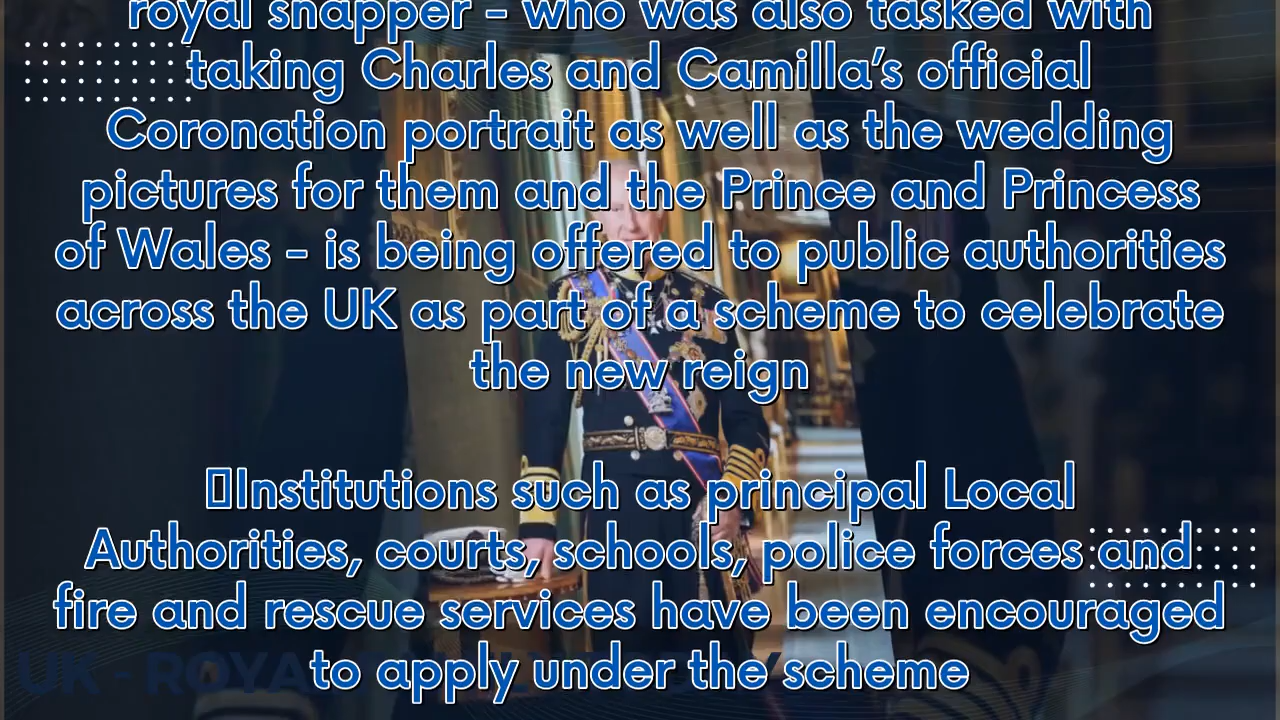 royal snapper – who was also tasked with
taking Charles and Camilla’s official
Coronation portrait as well as the wedding
pictures for them and the Prince and Princess
of Wales – is being offered to public authorities
across the UK as part of a scheme to celebrate
the new reign
Institutions such as principal Local
Authorities, courts, schools, police forces and
fire and rescue services have been encouraged
to apply under the scheme
UK - ROYA